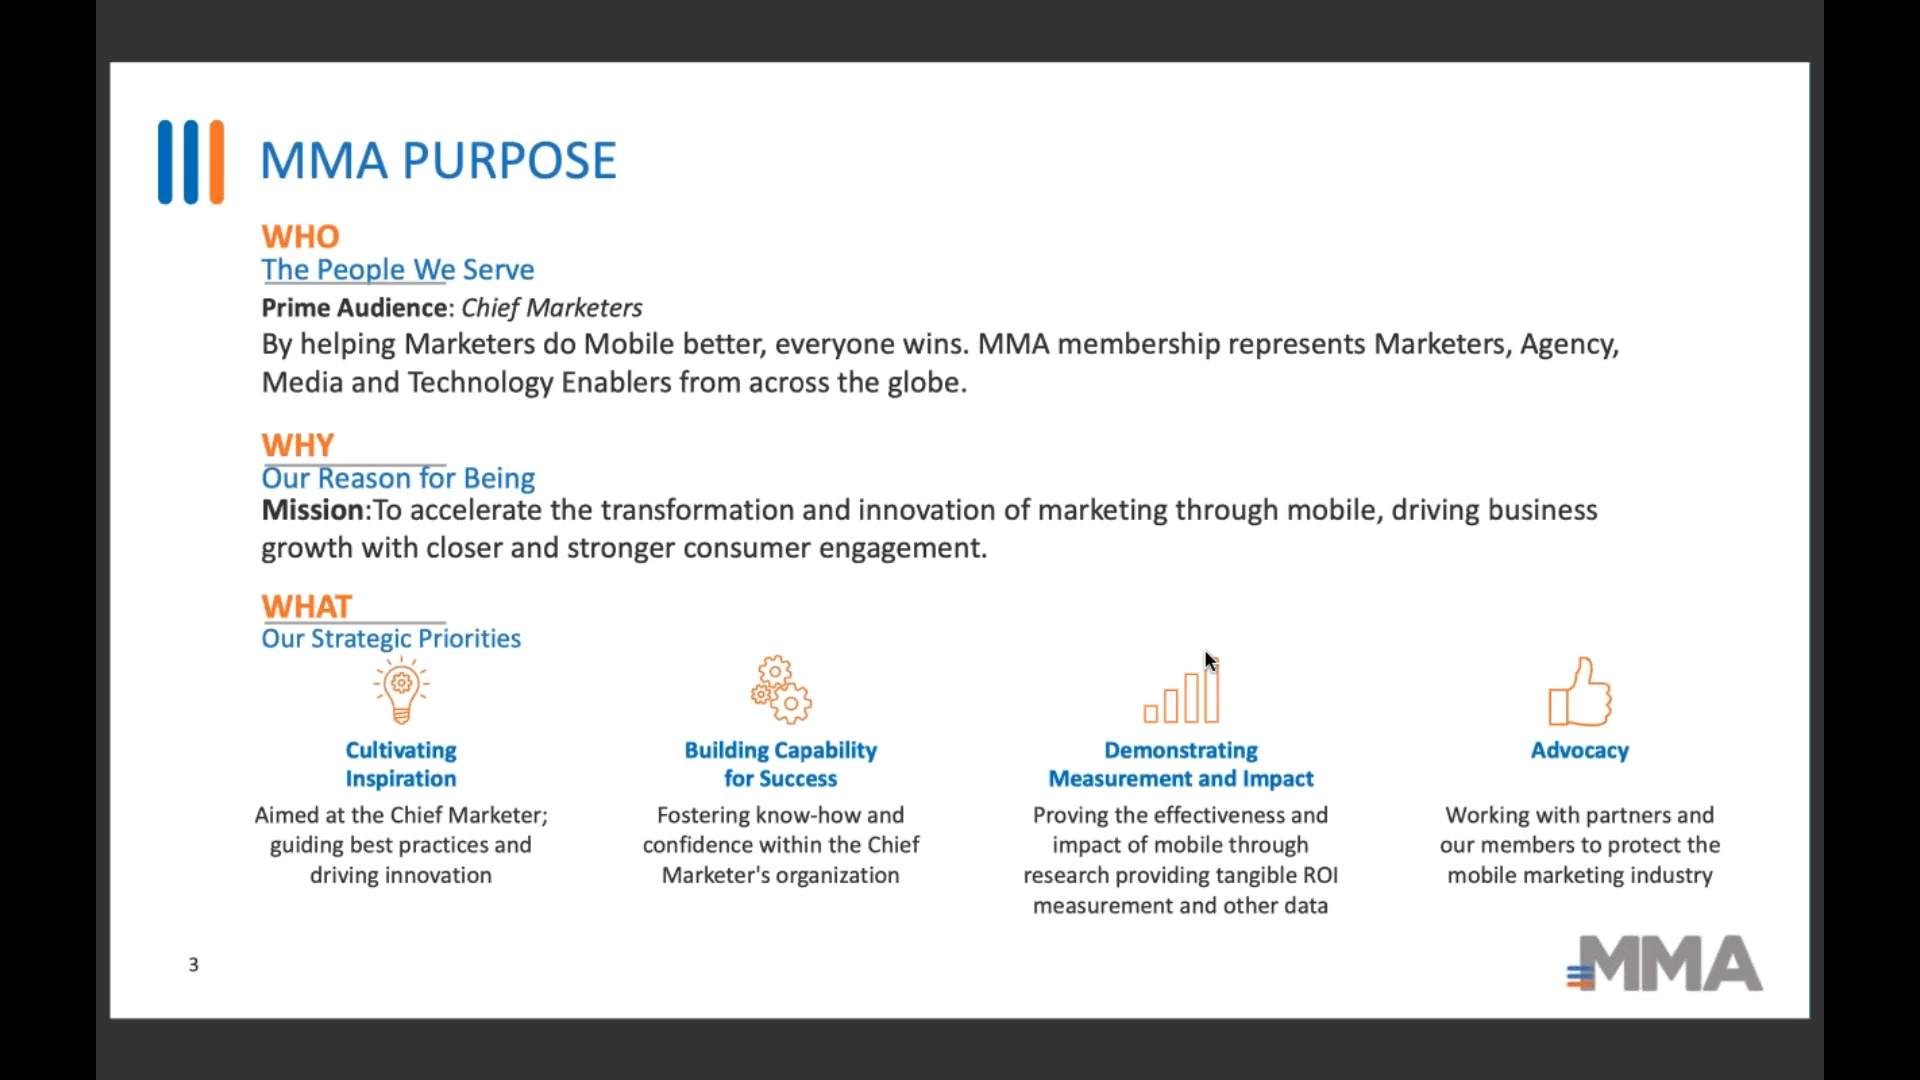 MMA PURPOSE
WHO
The People We Serve
Prime Audience: Chief Marketers
By helping Marketers do Mobile better, everyone wins. MMA membership represents Marketers, Agency,
Media and Technology Enablers from across the globe.
WHY
Our Reason for Being
Mission:To accelerate the transformation and innovation of marketing through mobile, driving business
growth with closer and stronger consumer engagement.
WHAT
Our Strategic Priorities
Cultivating
Inspiration
Aimed at the Chief Marketer;
guiding best practices and
driving innovation
Building Capability
for Success
Fostering know-how and
confidence within the Chief
Marketer's organization
Demonstrating
Measurement and Impact
Proving the effectiveness and
impact of mobile through
research providing tangible ROI
measurement and other data
Advocacy
Working with partners and
our members to protect the
mobile marketing industry
3
MMA